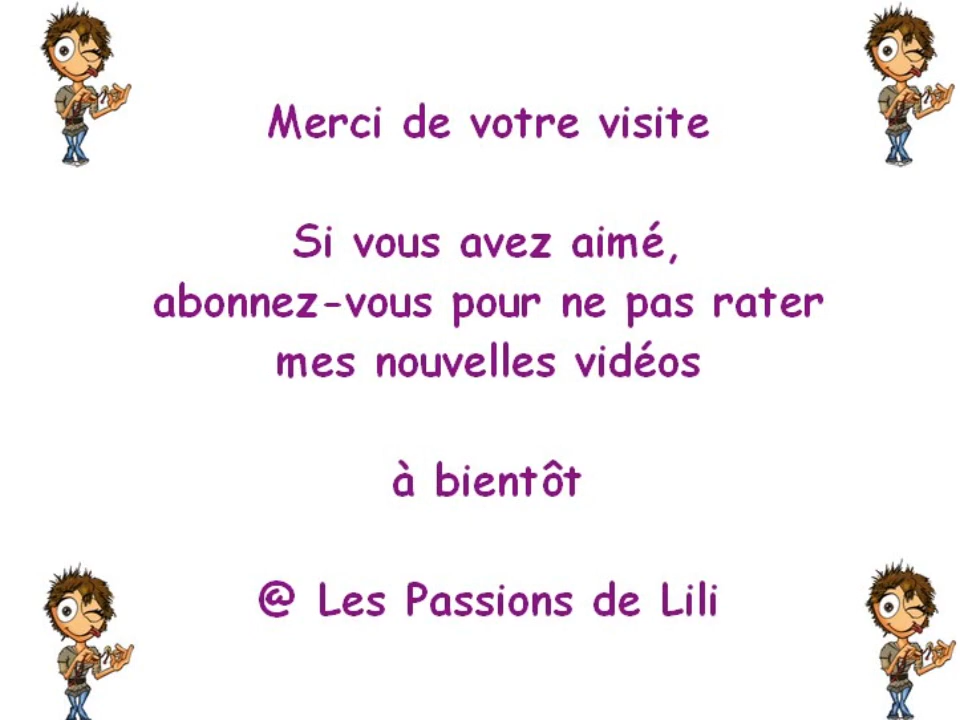 Merci de votre visite
Si vous avez aimé,
abonnez-vous pour ne pas rater
mes nouvelles vidéos
à bientôt
@ Les Passions de Lili